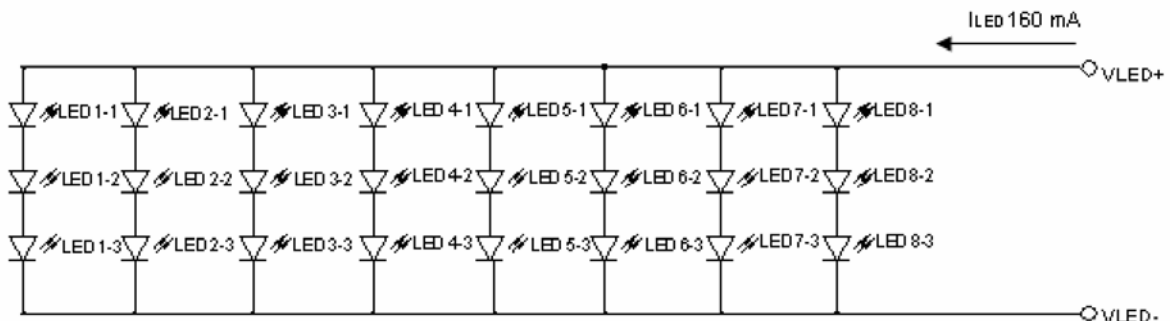 ILED 160 mA
VLED+
LED1-1 LED2-1 LED3-1 LED4-1 LED5-1 LED6-1 LED7-1 LED8-1
LED1-2 LED2-2 LED3-2 LED4-2 LED5-2 LED6-2 LED7-2 LED8-2
LED1-3 LED2-3 LED3-3 LED4-3 LED5-3 LED6-3 LED7-3 LED8-3
VLED-